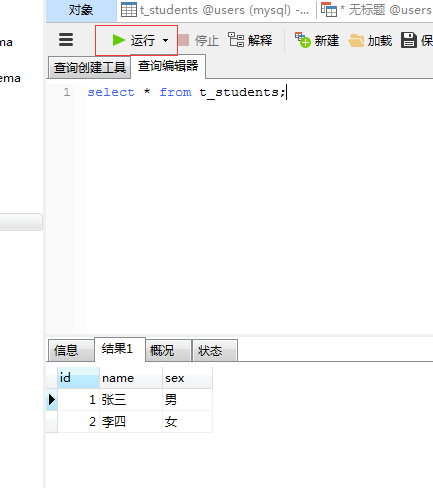 对象 t_students @users (mysql) -... * 无标题 @users
运行 停止 解释 新建 加载
查询创建工具 查询编辑器
1 select * from t_students;
ma
ema
信息 结果1 概况 状态
id name sex
1 张三 男
2 李四 女